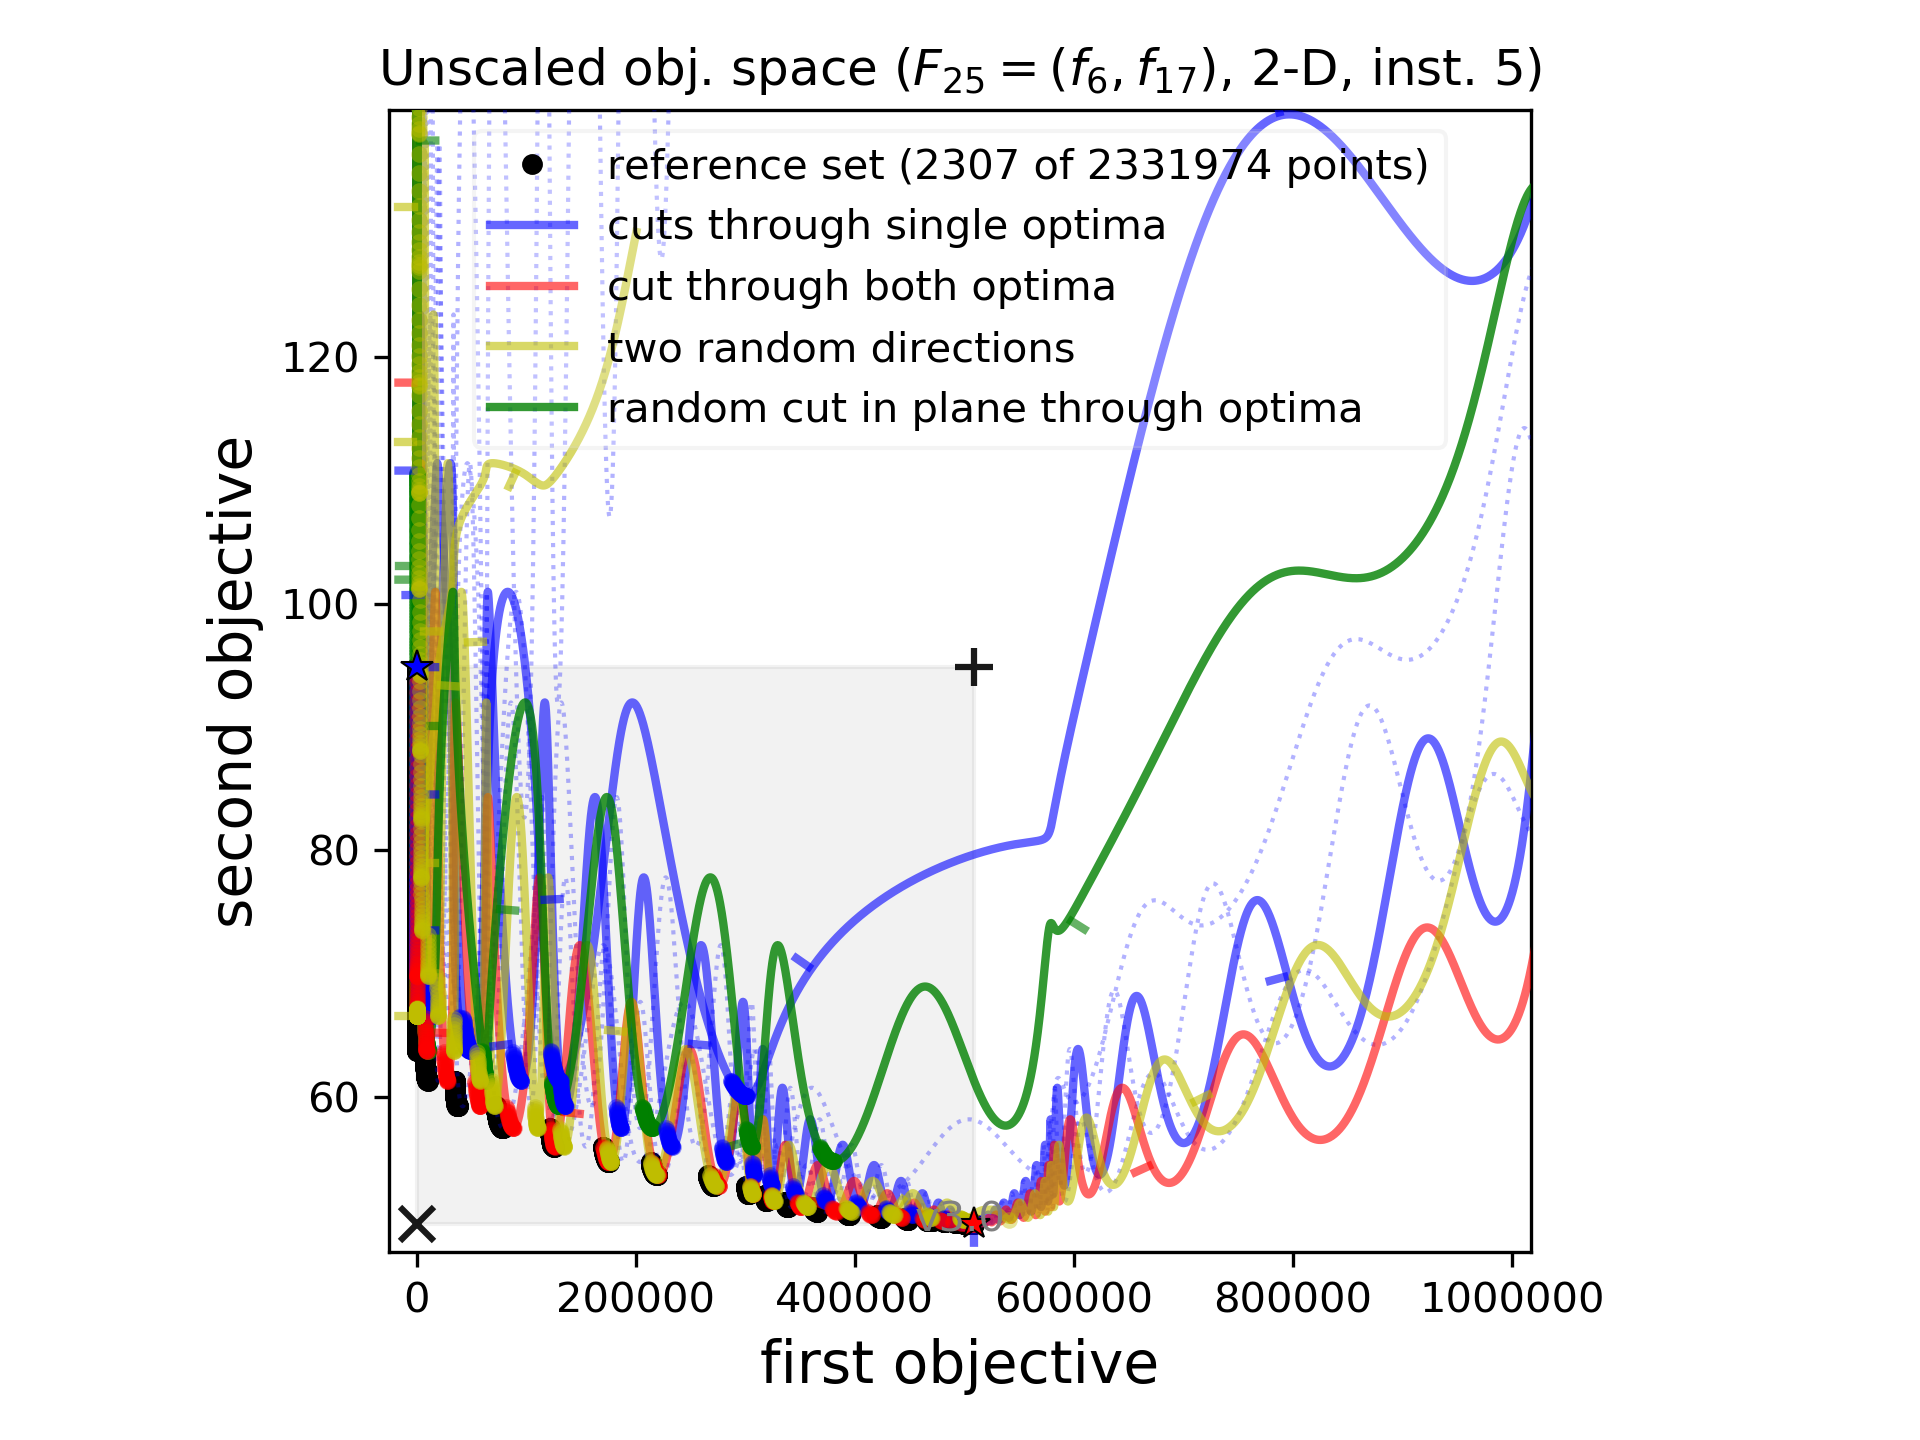 Unscaled obj. space (F25 = (f6, f17), 2-D, inst. 5)
reference set (2307 of 2331974 points)
cuts through single optima
cut through both optima
two random directions
random cut in plane through optima
second objective
120
100
80
60
0 200000 400000 600000 800000 1000000
first objective